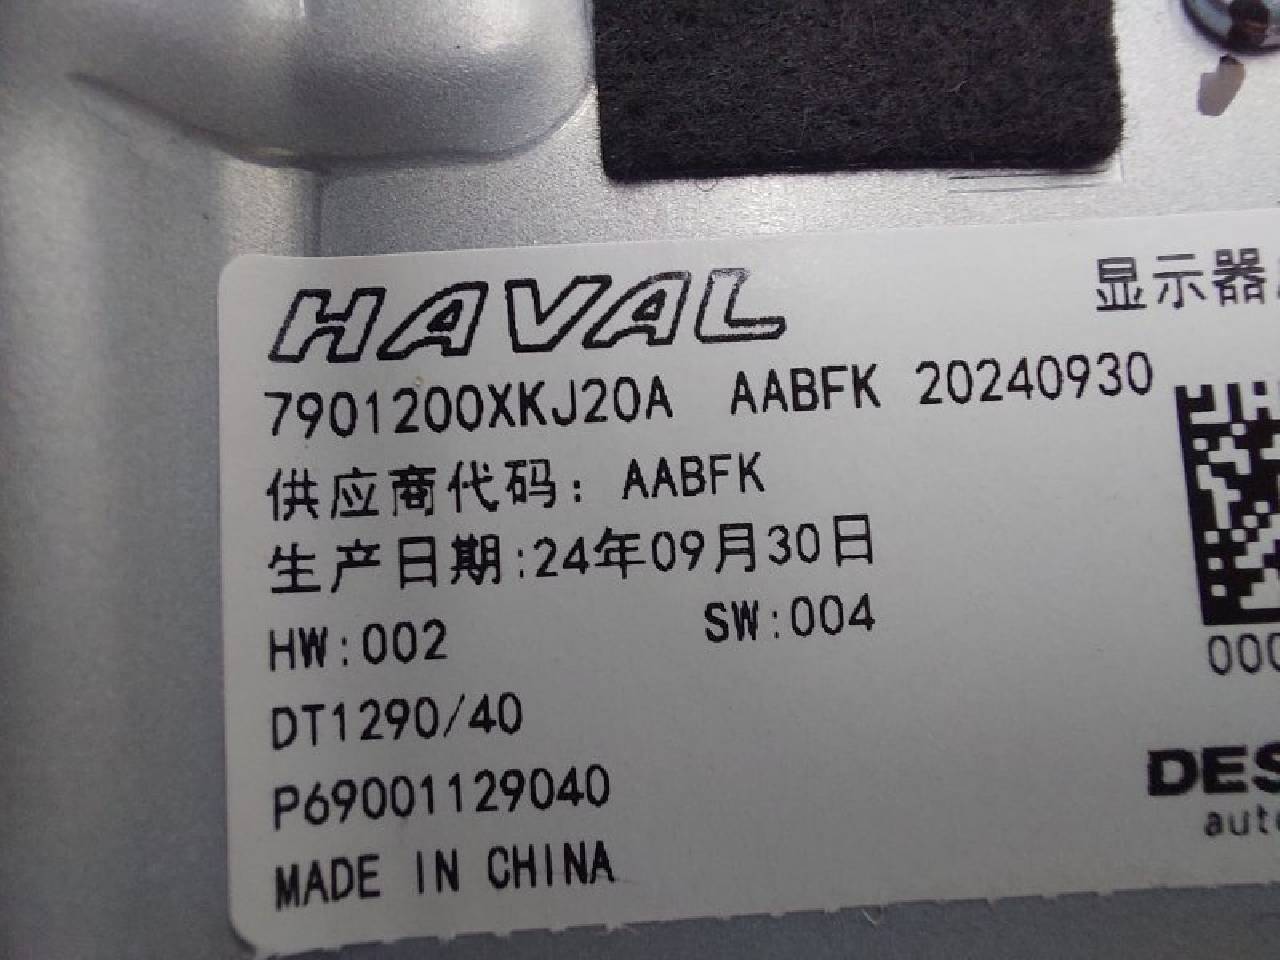 HAVAL
显示器
7901200XKJ20A AABFK 20240930
供应商代码: AABFK
生产日期:24年09月30日
HW:002 SW:004
000
DT1290/40
DES
P69001129040
auto
MADE IN CHINA